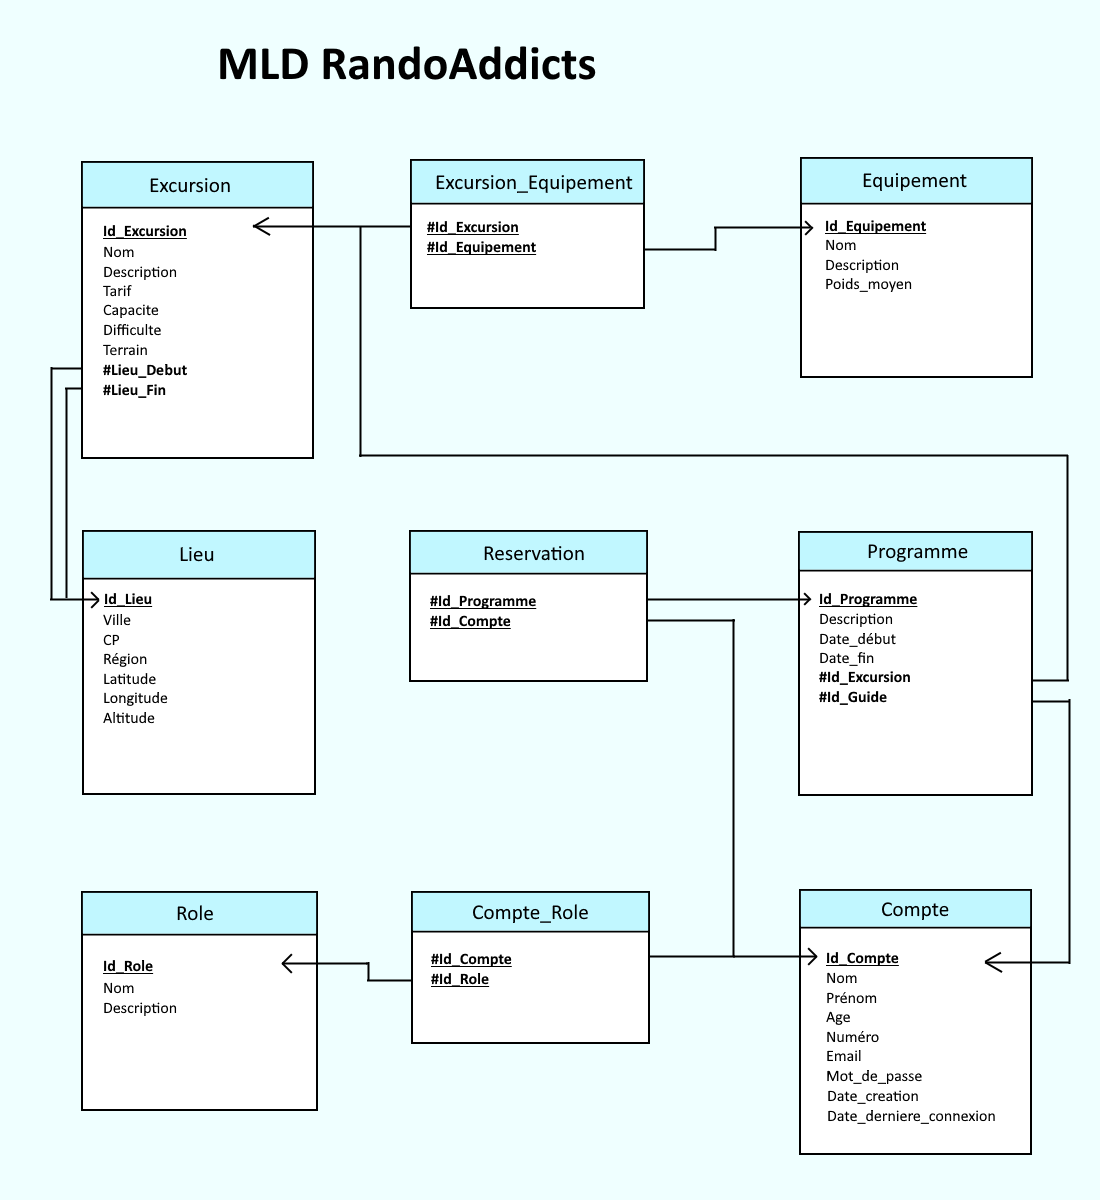 MLD RandoAddicts
Excursion
Id_Excursion
Nom
Description
Tarif
Capacite
Difficulte
Terrain
#Lieu_Debut
#Lieu_Fin
Excursion_Equipement
#Id_Excursion
#Id_Equipement
Equipement
Id_Equipement
Nom
Description
Poids_moyen
Lieu
Id_Lieu
Ville
CP
Région
Latitude
Longitude
Altitude
Reservation
#Id_Programme
#Id_Compte
Programme
Id_Programme
Description
Date_début
Date_fin
#Id_Excursion
#Id_Guide
Role
Id_Role
Nom
Description
Compte_Role
#Id_Compte
#Id_Role
Compte
Id_Compte
Nom
Prénom
Age
Numéro
Email
Mot_de_passe
Date_creation
Date_derniere_connexion